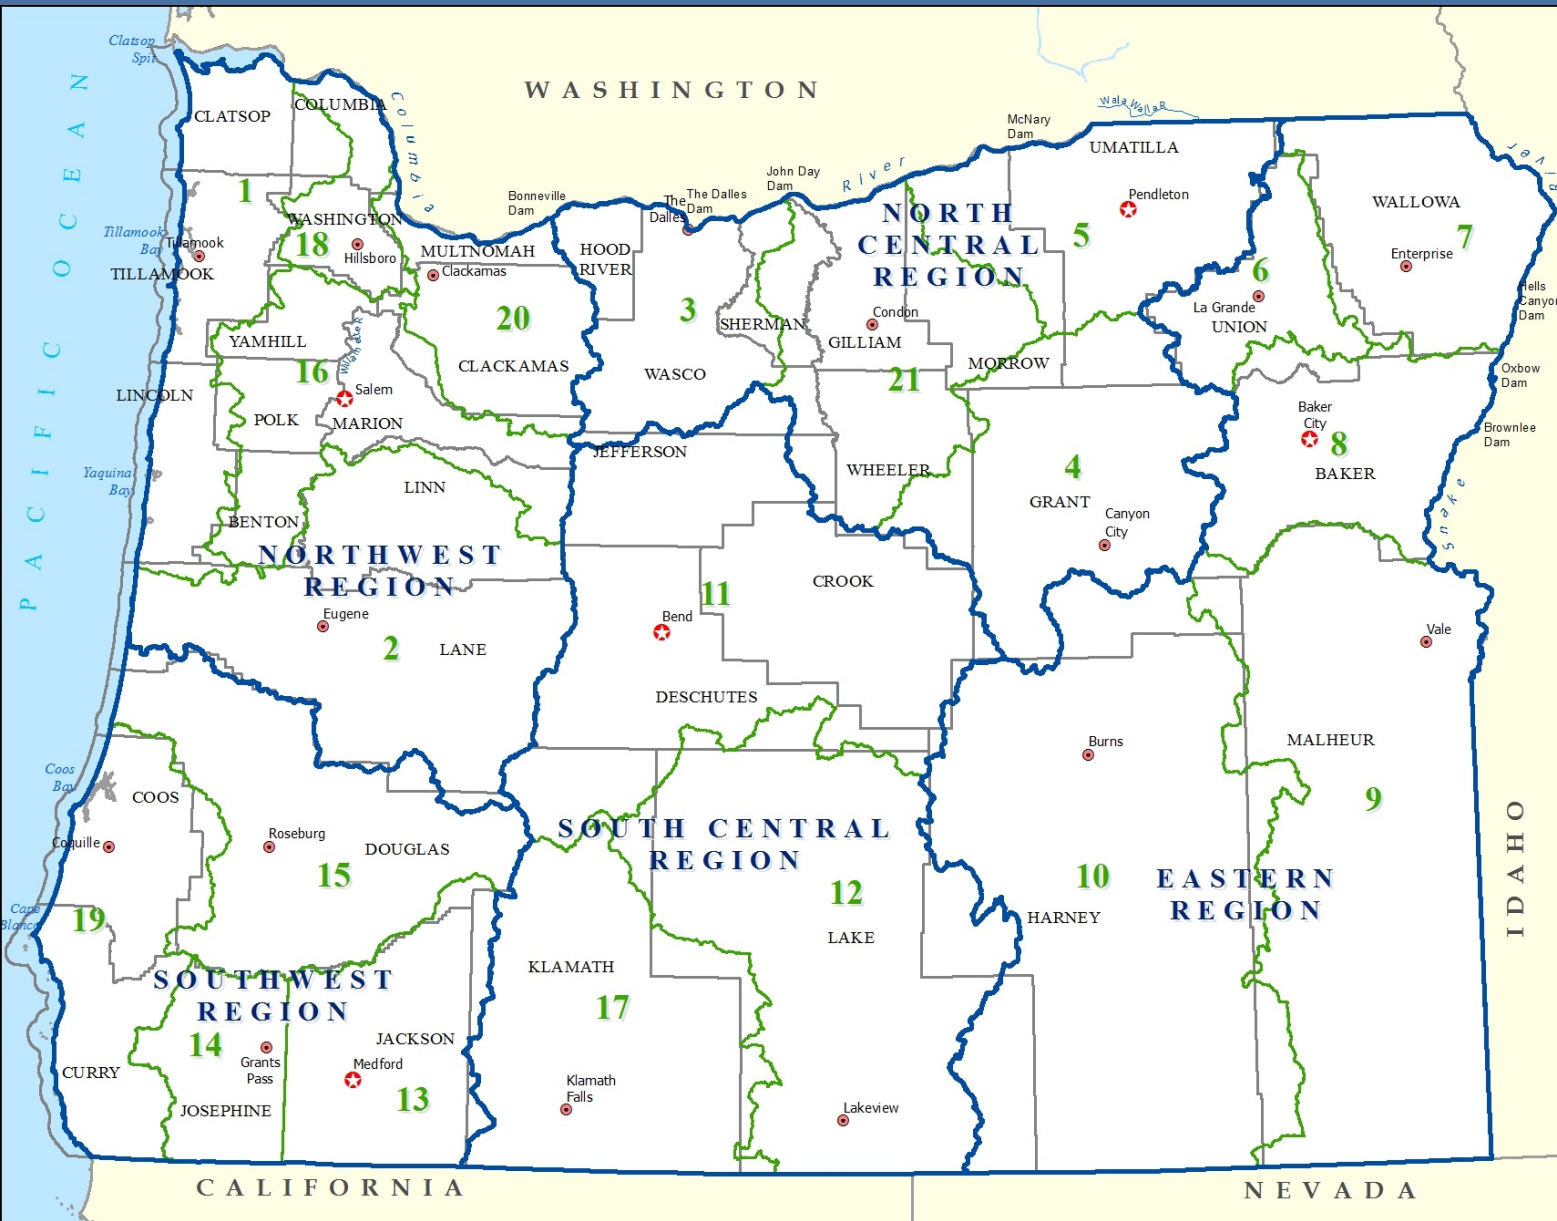 WASHINGTON
Clatsop
Spit
PACIFIC OCEAN
CLATSOP
COLUMBIA
Columbia
River
Wala Walla R
McNary
Dam
UMATILLA
John Day
Dam
Bonneville
Dam
The
Dalles
The Dalles
Dam
Pendleton
WALLOWA
1
WASHINGTON
18
Hillsboro
Tillamook
Bay
Tillamook
TILLAMOOK
MULTNOMAH
Clackamas
HOOD
RIVER
NORTH
CENTRAL
REGION
5
7
Enterprise
6
La Grande
UNION
Hells
Canyon
Dam
20
3
SHERMAN
Condon
GILLIAM
YAMHILL
Willamette R
16
CLACKAMAS
WASCO
21
MORROW
Oxbow
Dam
LINCOLN
Salem
POLK
MARION
Baker
City
8
BAKER
Brownlee
Dam
JEFFERSON
WHEELER
4
GRANT
Canyon
City
Yaquina
Bay
LINN
BENTON
Snake
River
NORTHWEST
REGION
11
CROOK
Eugene
2
LANE
Bend
Vale
DESCHUTES
Burns
MALHEUR
Coos
Bay
COOS
9
IDAHO
Coquille
Roseburg
15
DOUGLAS
SOUTH CENTRAL
REGION
12
10
EASTERN
REGION
Cape
Blanco
19
HARNEY
LAKE
SOUTHWEST
REGION
KLAMATH
17
14
Grants
Pass
JACKSON
Medford
13
CURRY
JOSEPHINE
Klamath
Falls
Lakeview
CALIFORNIA
NEVADA